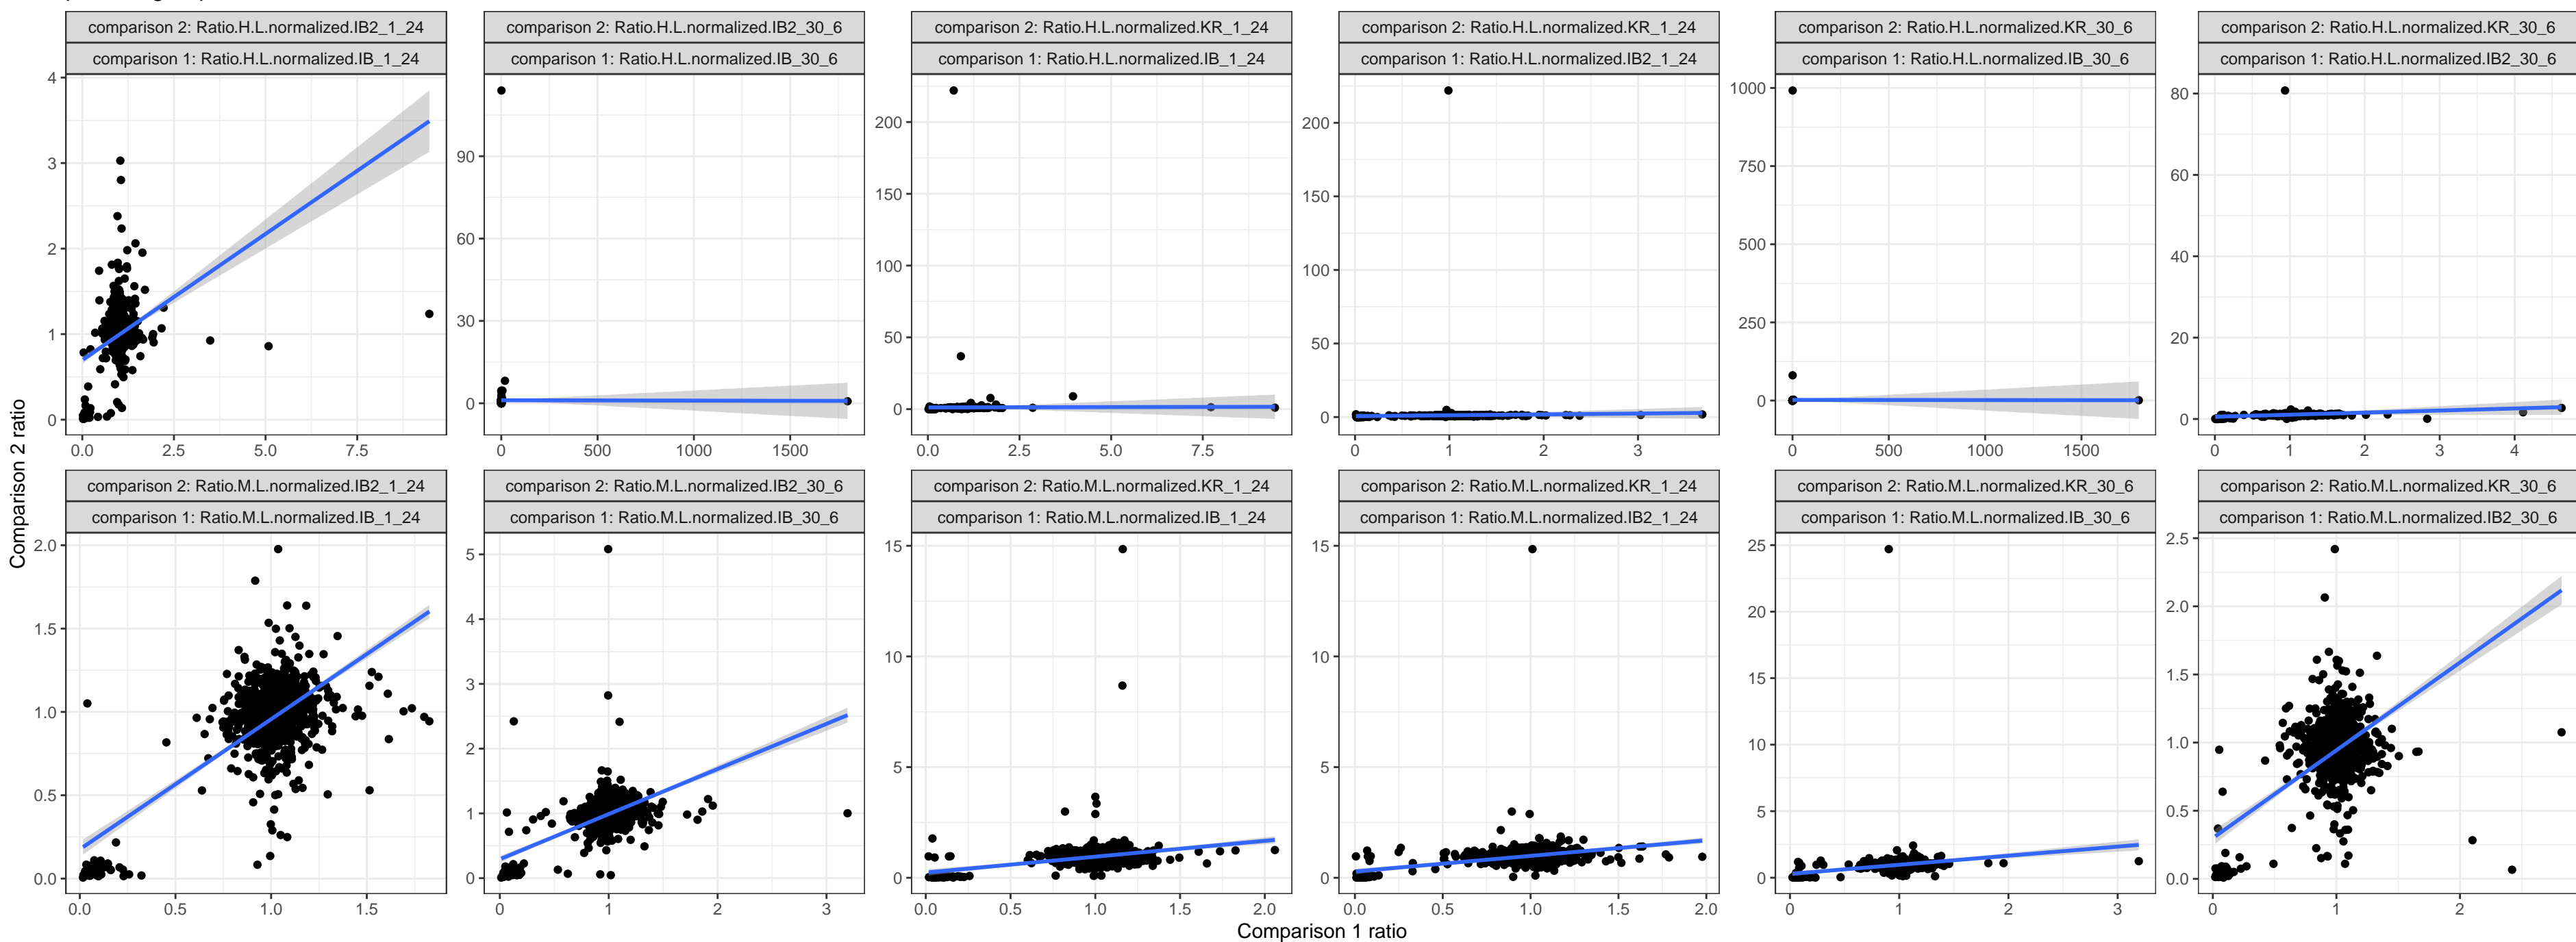 comparison 2: Ratio.H.L.normalized.IB2_1_24
comparison 1: Ratio.H.L.normalized.IB_1_24
comparison 2: Ratio.H.L.normalized.IB2_30_6
comparison 1: Ratio.H.L.normalized.IB_30_6
comparison 2: Ratio.H.L.normalized.KR_1_24
comparison 1: Ratio.H.L.normalized.IB_1_24
comparison 2: Ratio.H.L.normalized.KR_1_24
comparison 1: Ratio.H.L.normalized.IB2_1_24
comparison 2: Ratio.H.L.normalized.KR_30_6
comparison 1: Ratio.H.L.normalized.IB_30_6
comparison 2: Ratio.H.L.normalized.KR_30_6
comparison 1: Ratio.H.L.normalized.IB2_30_6
4
3
2
1
0
0.0 2.5 5.0 7.5
90
60
30
0
0 500 1000 1500
200
150
100
50
0
0.0 2.5 5.0 7.5
200
150
100
50
0
0 1 2 3
1000
750
500
250
0
0 500 1000 1500
80
60
40
20
0
0 1 2 3 4
comparison 2: Ratio.M.L.normalized.IB2_1_24
comparison 1: Ratio.M.L.normalized.IB_1_24
comparison 2: Ratio.M.L.normalized.IB2_30_6
comparison 1: Ratio.M.L.normalized.IB_30_6
comparison 2: Ratio.M.L.normalized.KR_1_24
comparison 1: Ratio.M.L.normalized.IB_1_24
comparison 2: Ratio.M.L.normalized.KR_1_24
comparison 1: Ratio.M.L.normalized.IB2_1_24
comparison 2: Ratio.M.L.normalized.KR_30_6
comparison 1: Ratio.M.L.normalized.IB_30_6
comparison 2: Ratio.M.L.normalized.KR_30_6
comparison 1: Ratio.M.L.normalized.IB2_30_6
2.0
1.5
1.0
0.5
0.0
0.0 0.5 1.0 1.5
5
4
3
2
1
0
0 1 2 3
15
10
5
0
0.0 0.5 1.0 1.5 2.0
15
10
5
0
0.0 0.5 1.0 1.5 2.0
25
20
15
10
5
0
0 1 2 3
2.5
2.0
1.5
1.0
0.5
0.0
0 1 2
Comparison 2 ratio
Comparison 1 ratio